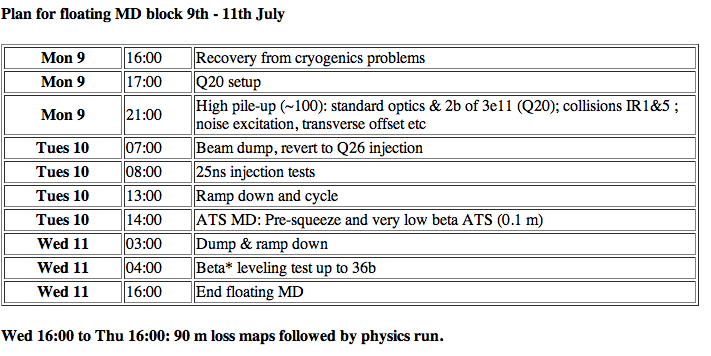 Plan for floating MD block 9th - 11th July
Mon 9 16:00 Recovery from cryogenics problems
Mon 9 17:00 Q20 setup
Mon 9 21:00 High pile-up (~100): standard optics & 2b of 3e11 (Q20); collisions IR1&5 ;
noise excitation, transverse offset etc
Tues 10 07:00 Beam dump, revert to Q26 injection
Tues 10 08:00 25ns injection tests
Tues 10 13:00 Ramp down and cycle
Tues 10 14:00 ATS MD: Pre-squeeze and very low beta ATS (0.1 m)
Wed 11 03:00 Dump & ramp down
Wed 11 04:00 Beta* leveling test up to 36b
Wed 11 16:00 End floating MD
Wed 16:00 to Thu 16:00: 90 m loss maps followed by physics run.